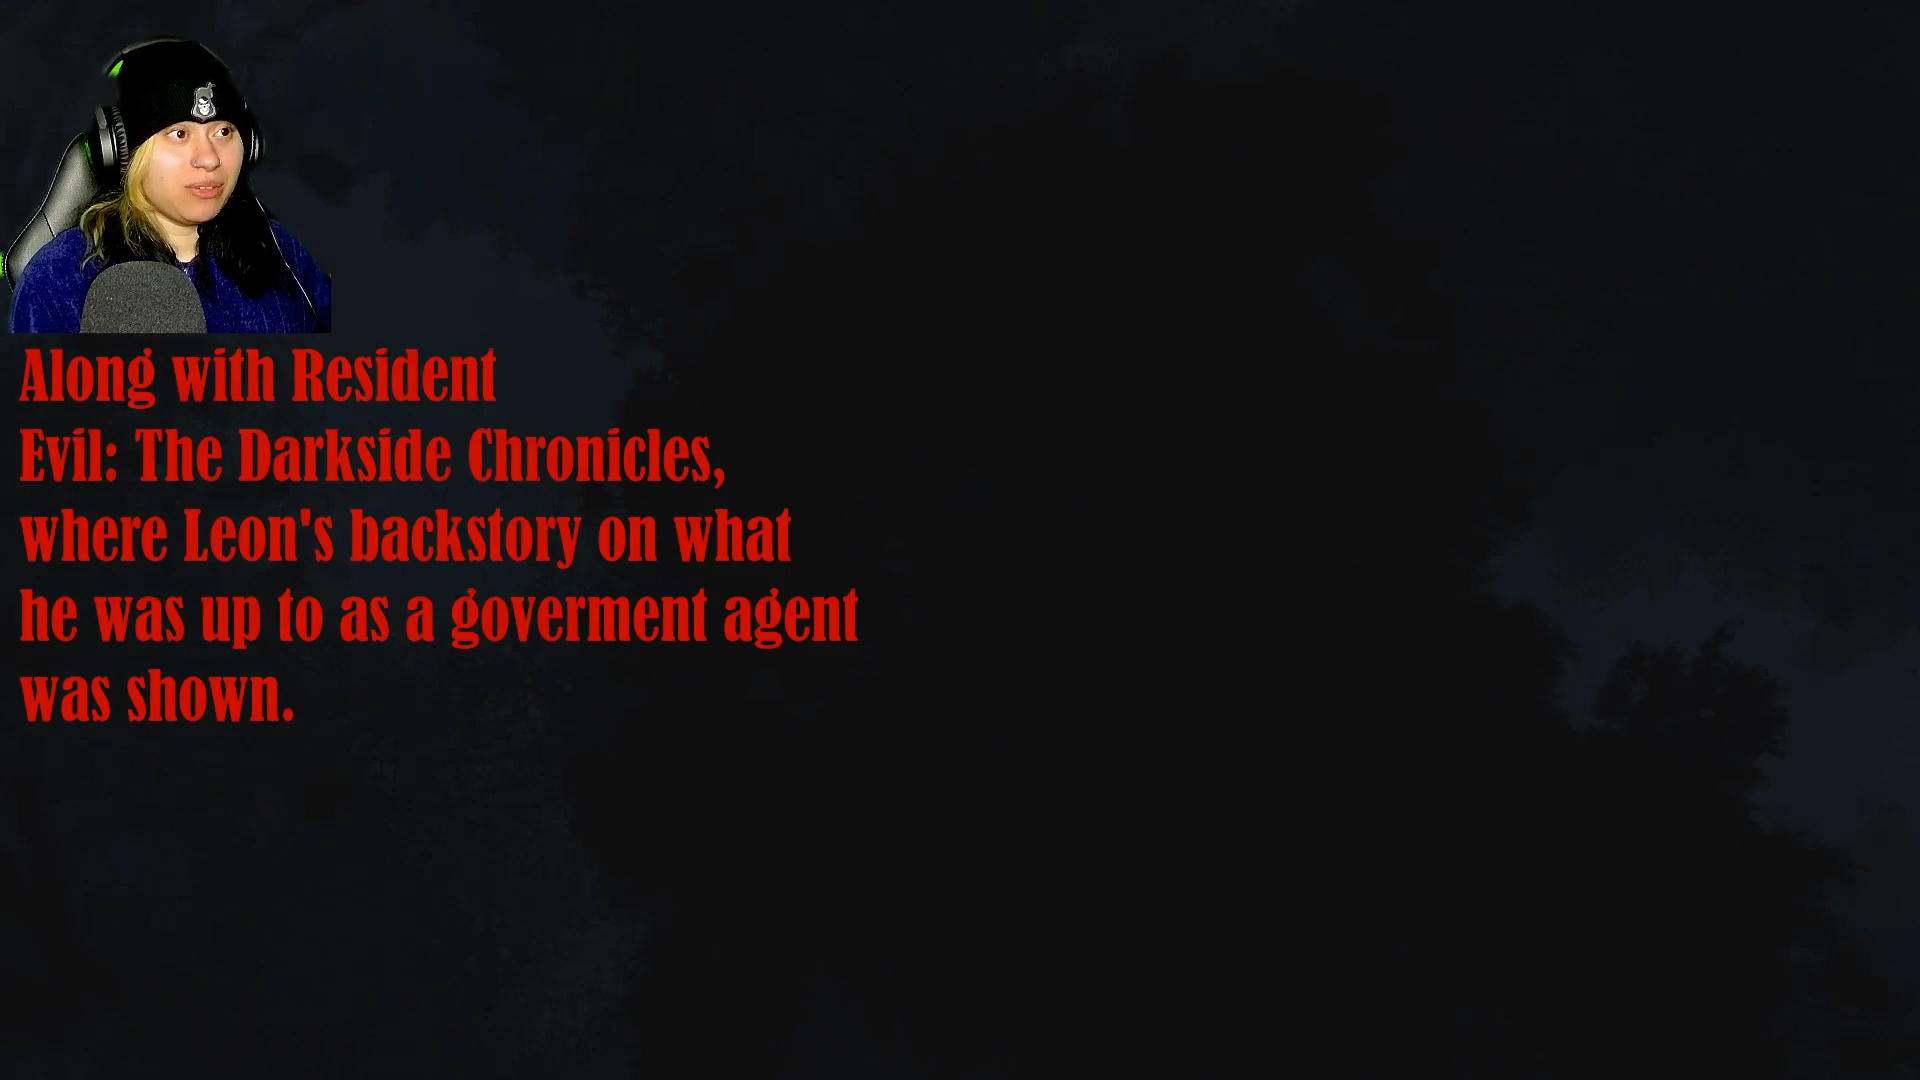 Along with Resident
Evil: The Darkside Chronicles,
where Leon's backstory on what
he was up to as a goverment agent
was shown.